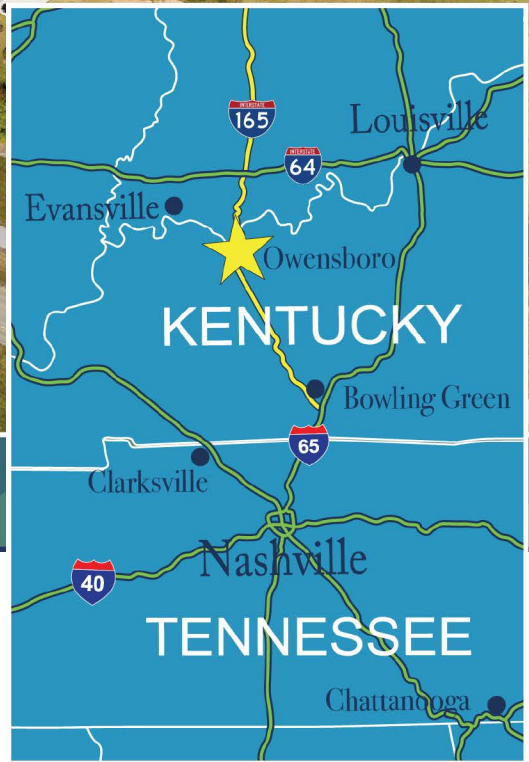 INTERSTATE
165
Louisville
INTERSTATE
64
Evansville
Owensboro
KENTUCKY
Bowling Green
65
Clarksville
Nashville
40
TENNESSEE
Chattanooga